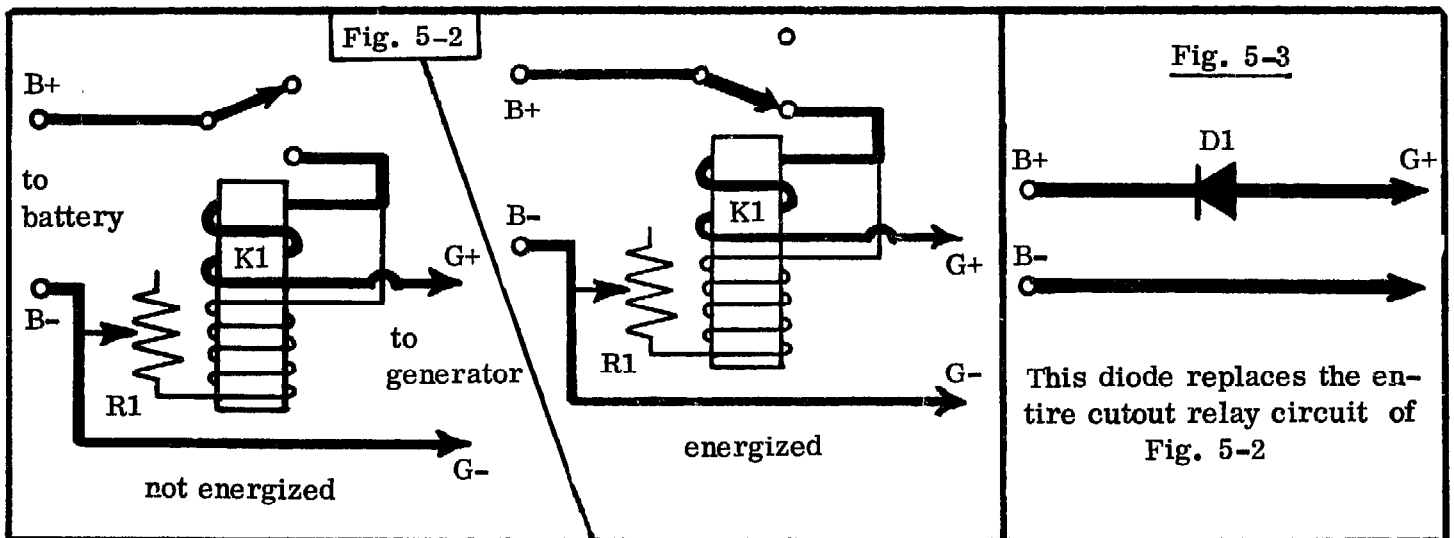 Fig. 5-2
B+
to
battery
B-
K1
G+
R1
to
generator
G-
not energized
B+
B-
K1
G+
R1
G-
energized
Fig. 5-3
D1
B+
G+
B-
This diode replaces the en-
tire cutout relay circuit of
Fig. 5-2